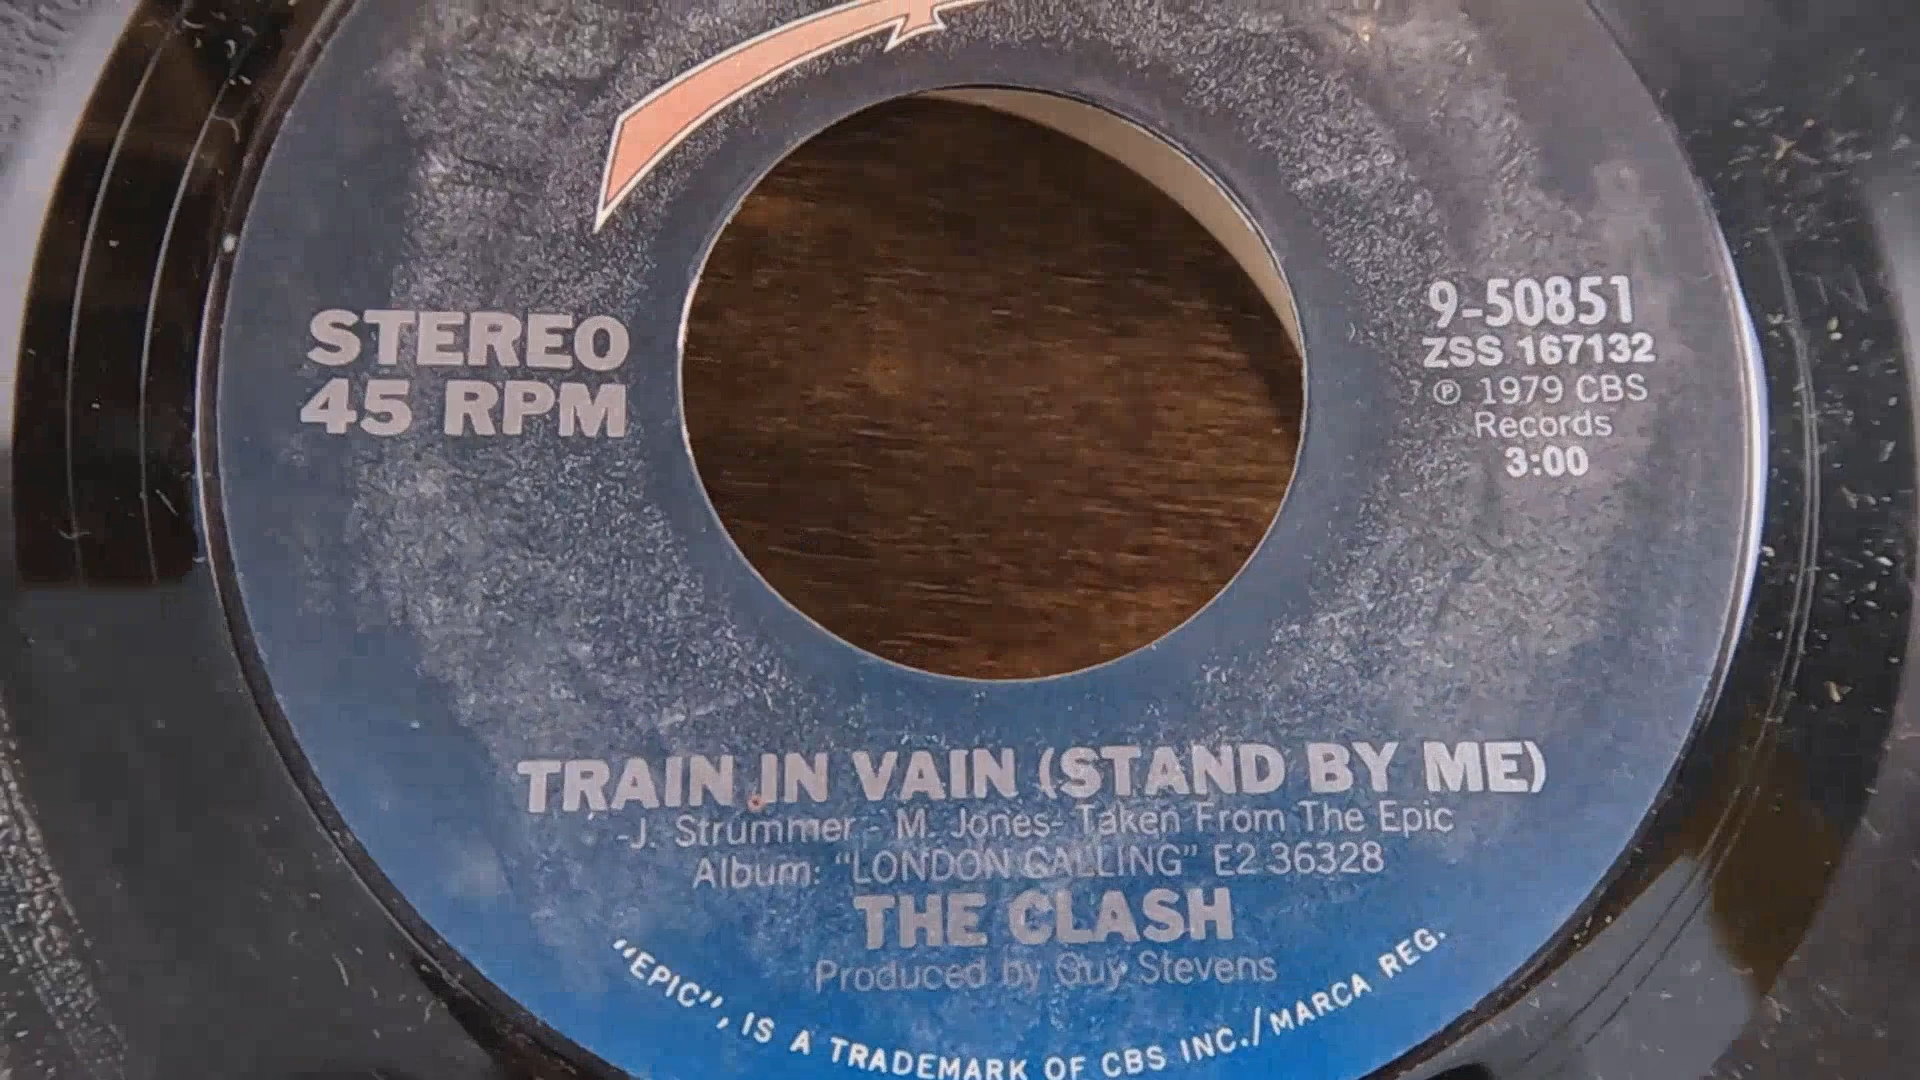 STEREO
45 RPM
9-50851
ZSS 167132
Ⓟ 1979 CBS
Records
3:00
TRAIN IN VAIN (STAND BY ME)
-J. Strummer - M. Jones- Taken From The Epic
Album: "LONDON CALLING" E2 36328
THE CLASH
Produced by Guy Stevens
"EPIC", IS A TRADEMARK OF CBS INC./MARCA REG.